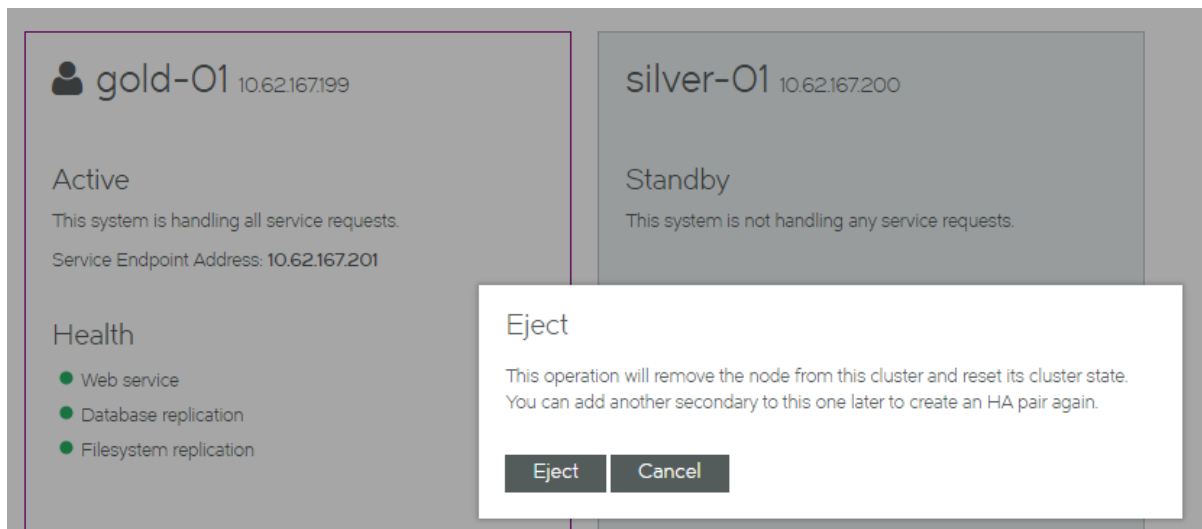 gold-01 10.62.167.199
Active
This system is handling all service requests.
Service Endpoint Address: 10.62.167.201
Health
Web service
Database replication
Filesystem replication
silver-01 10.62.167.200
Standby
This system is not handling any service requests.
Eject
This operation will remove the node from this cluster and reset its cluster state.
You can add another secondary to this one later to create an HA pair again.
Eject Cancel